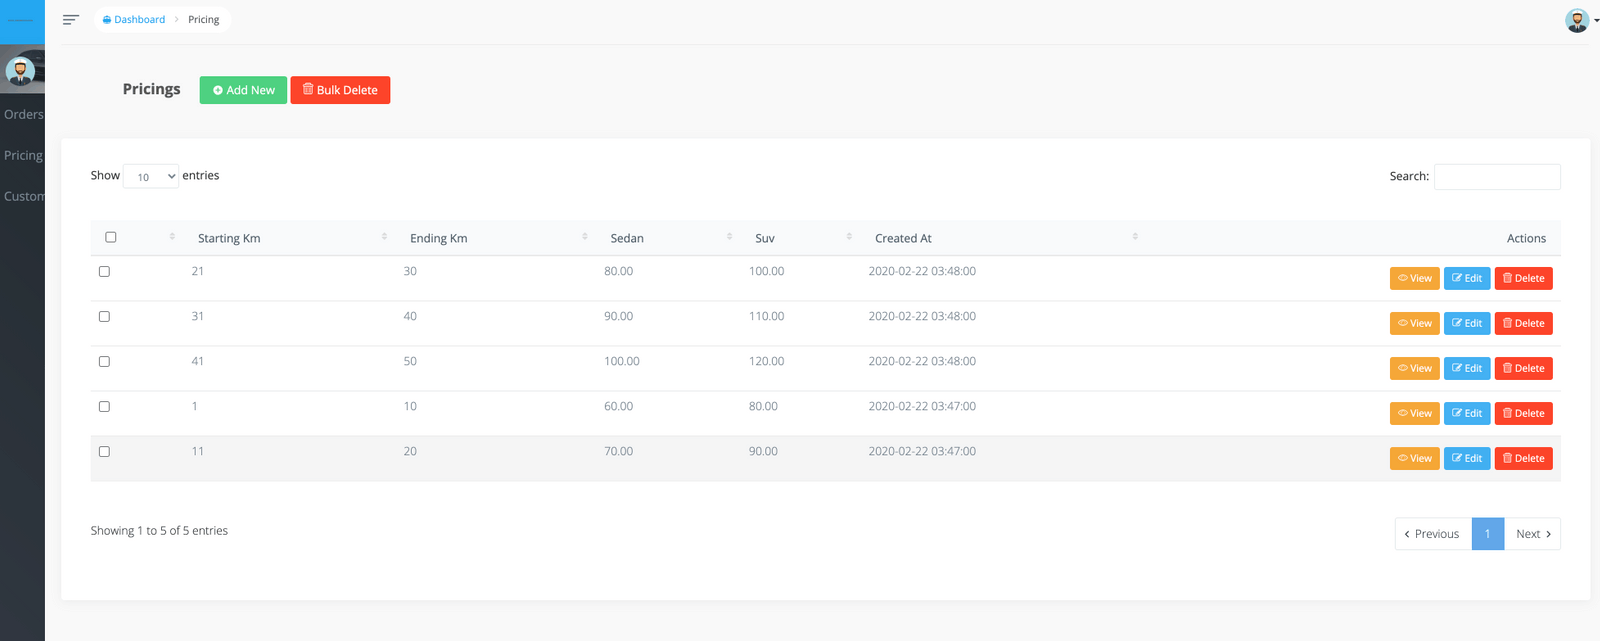 Dashboard > Pricing
Orders
Pricing
Custom
Pricings Add New Bulk Delete
Show 10 entries Search:
Starting Km Ending Km Sedan Suv Created At Actions
21 30 80.00 100.00 2020-02-22 03:48:00 View Edit Delete
31 40 90.00 110.00 2020-02-22 03:48:00 View Edit Delete
41 50 100.00 120.00 2020-02-22 03:48:00 View Edit Delete
1 10 60.00 80.00 2020-02-22 03:47:00 View Edit Delete
11 20 70.00 90.00 2020-02-22 03:47:00 View Edit Delete
Showing 1 to 5 of 5 entries ‹ Previous 1 Next ›